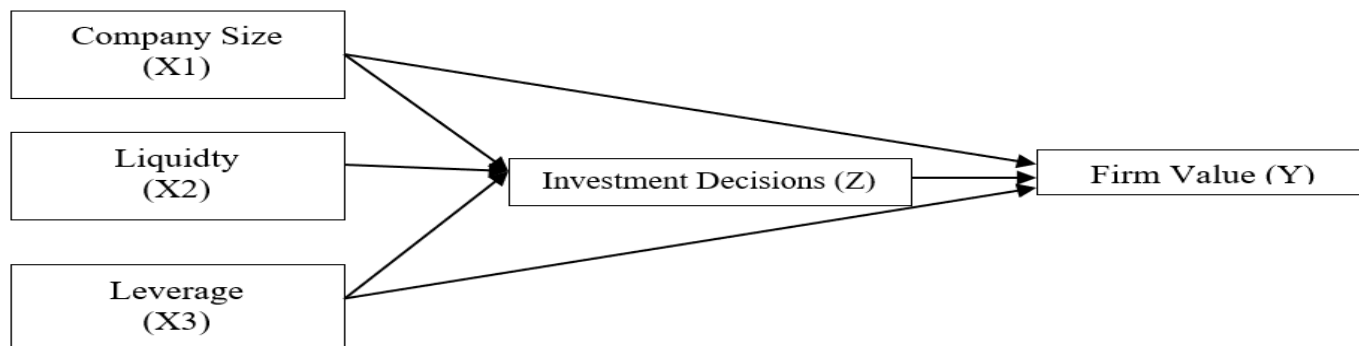 Company Size
(X1)
Liquidty
(X2)
Investment Decisions (Z)
Firm Value (Y)
Leverage
(X3)